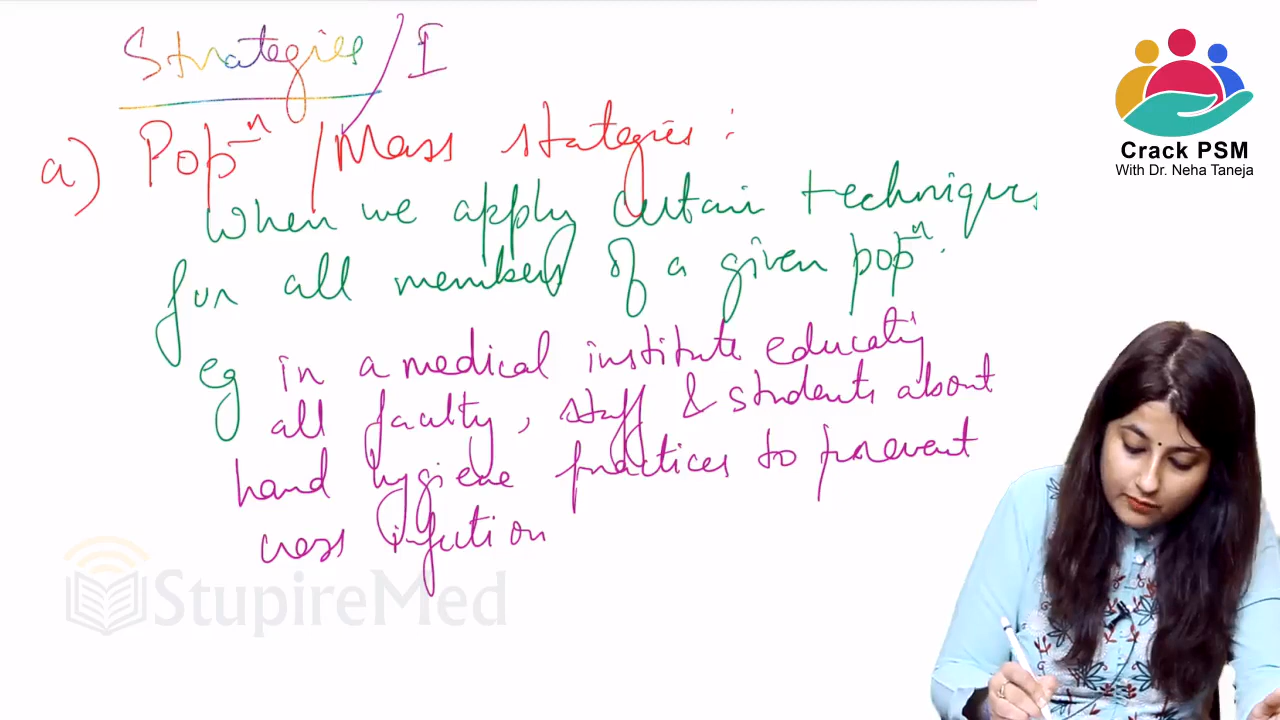 Strategies / I
a) Popⁿ / Mass stategies :
When we apply certain techniques
for all members of a given popⁿ.
eg in a medical institute educatig
all faculty, staff & students about
hand hygiene practices to prevent
cross infection
Crack PSM
With Dr. Neha Taneja
StupireMed